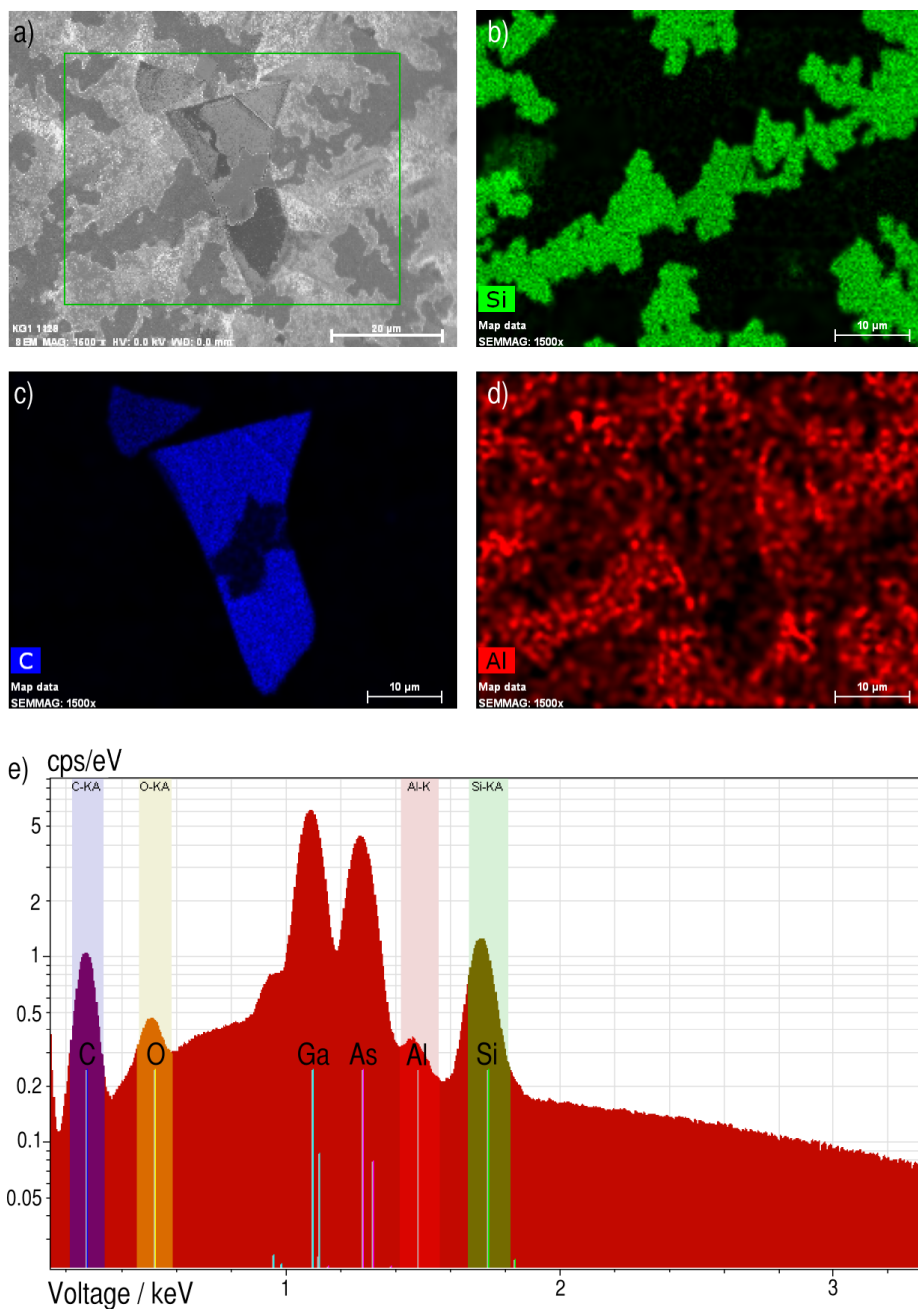 a)
KG1 1128
SEM MAG: 1500 x HV: 0.0 kV WD: 0.0 mm
20 µm
b)
Si
Map data
SEMMAG: 1500x
10 µm
c)
C
Map data
SEMMAG: 1500x
10 µm
d)
Al
Map data
SEMMAG: 1500x
10 µm
e)
cps/eV
C-KA
O-KA
Al-K
Si-KA
5
2
1
0.5
0.2
0.1
0.05
C
O
Ga
As
Al
Si
1
2
3
Voltage / keV